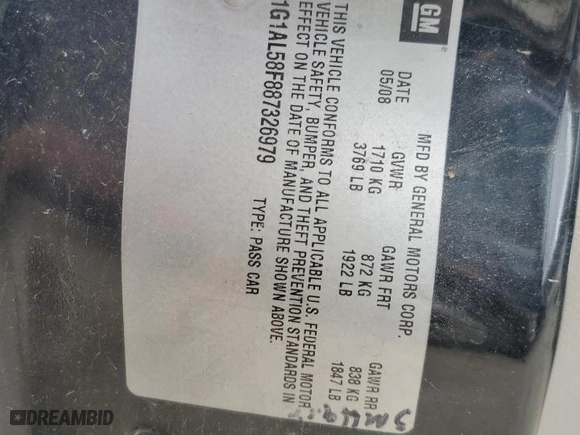 GM
MFD BY GENERAL MOTORS CORP.
DATE GVWR GAWR FRT GAWR RR
05/08 1710 KG 872 KG 838 KG
3769 LB 1922 LB 1847 LB
THIS VEHICLE CONFORMS TO ALL APPLICABLE U.S. FEDERAL MOTOR
VEHICLE SAFETY, BUMPER, AND THEFT PREVENTION STANDARDS IN
EFFECT ON THE DATE OF MANUFACTURE SHOWN ABOVE.
1G1AL58F887326979 TYPE: PASS CAR
DREAMBID